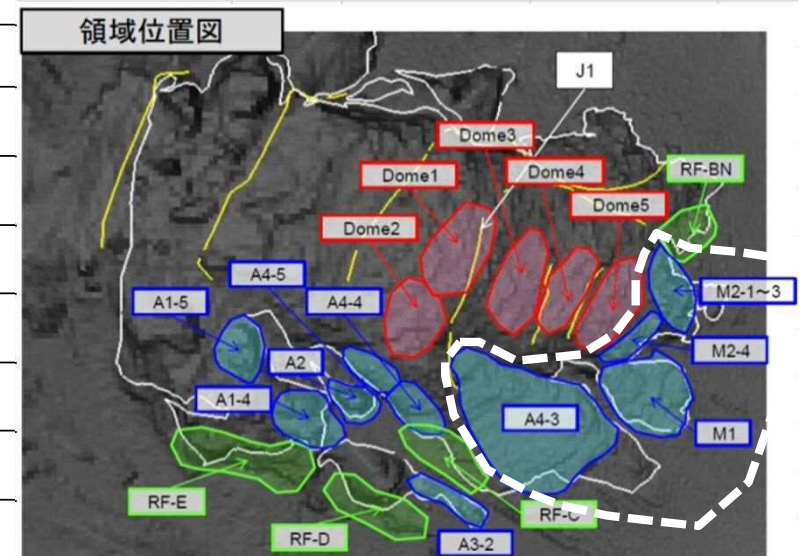 領域位置図
J1
Dome3
Dome1
Dome4
RF-BN
Dome5
Dome2
A4-5
A4-4
A1-5
M2-1～3
M2-4
A2
A1-4
A4-3
M1
RF-E
RF-C
RF-D
A3-2